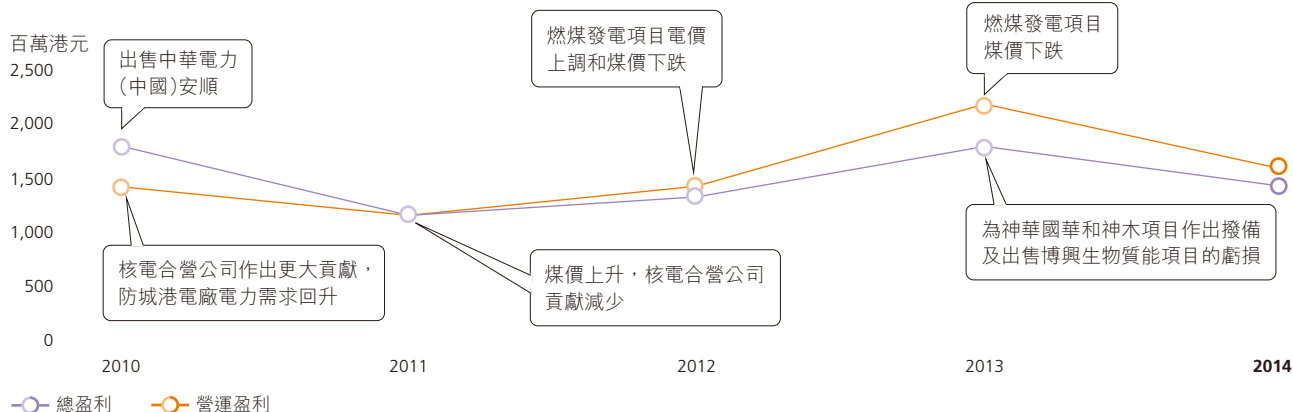 百萬港元
2,500
2,000
1,500
1,000
500
0
出售中華電力
(中國)安順
燃煤發電項目電價
上調和煤價下跌
燃煤發電項目
煤價下跌
核電合營公司作出更大貢獻，
防城港電廠電力需求回升
煤價上升，核電合營公司
貢獻減少
為神華國華和神木項目作出撥備
及出售博興生物質能項目的虧損
2010
2011
2012
2013
2014
總盈利
營運盈利